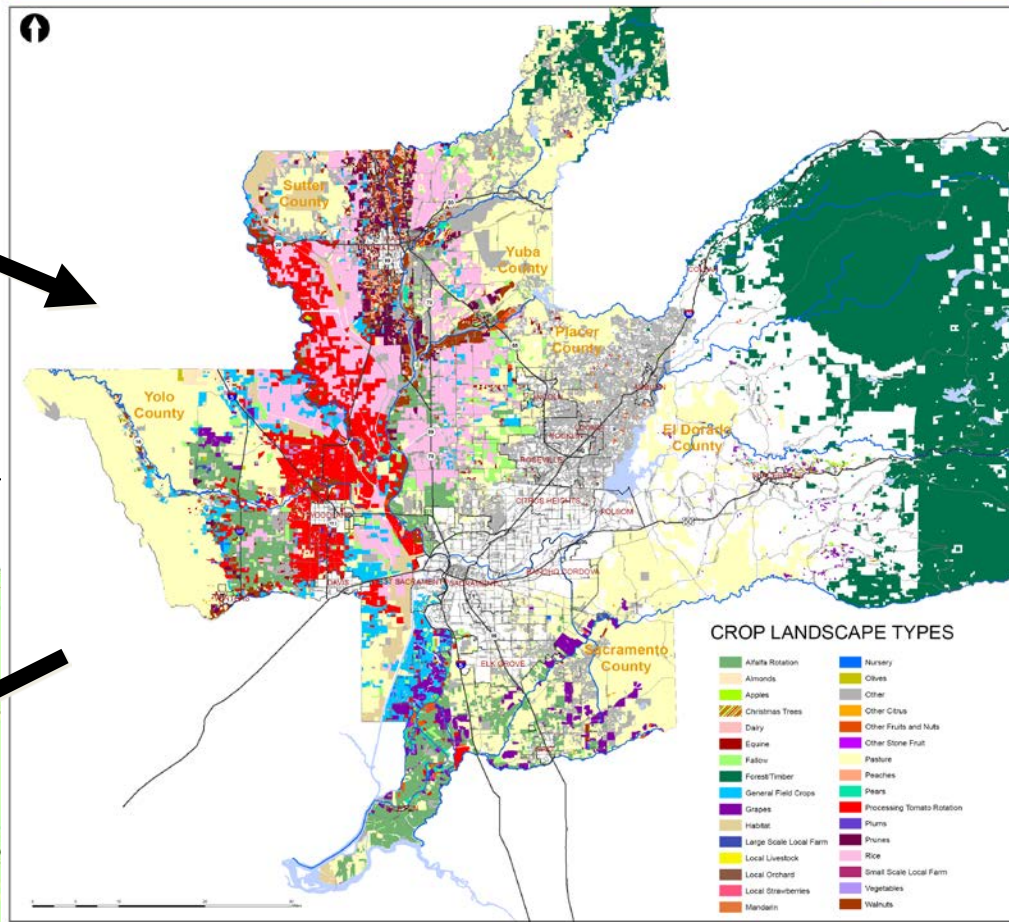 Sutter
County
Yuba
County
Placer
County
Yolo
County
El Dorado
County
LINCOLN
ROCKLIN
ROSEVILLE
CITRUS HEIGHTS
FOLSOM
WOODLAND
DAVIS
SACRAMENTO
RANCHO CORDOVA
ELK GROVE
Sacramento
County
CROP LANDSCAPE TYPES
Alfalfa Rotation
Almonds
Apples
Christmas Trees
Dairy
Equine
Fallow
Forest/Timber
General Field Crops
Grapes
Habitat
Large Scale Local Farm
Local Livestock
Local Orchard
Local Strawberries
Mandarin
Nursery
Olives
Other
Other Citrus
Other Fruits and Nuts
Other Stone Fruit
Pasture
Peaches
Pears
Processing Tomato Rotation
Plums
Prunes
Rice
Small Scale Local Farm
Vegetables
Walnuts